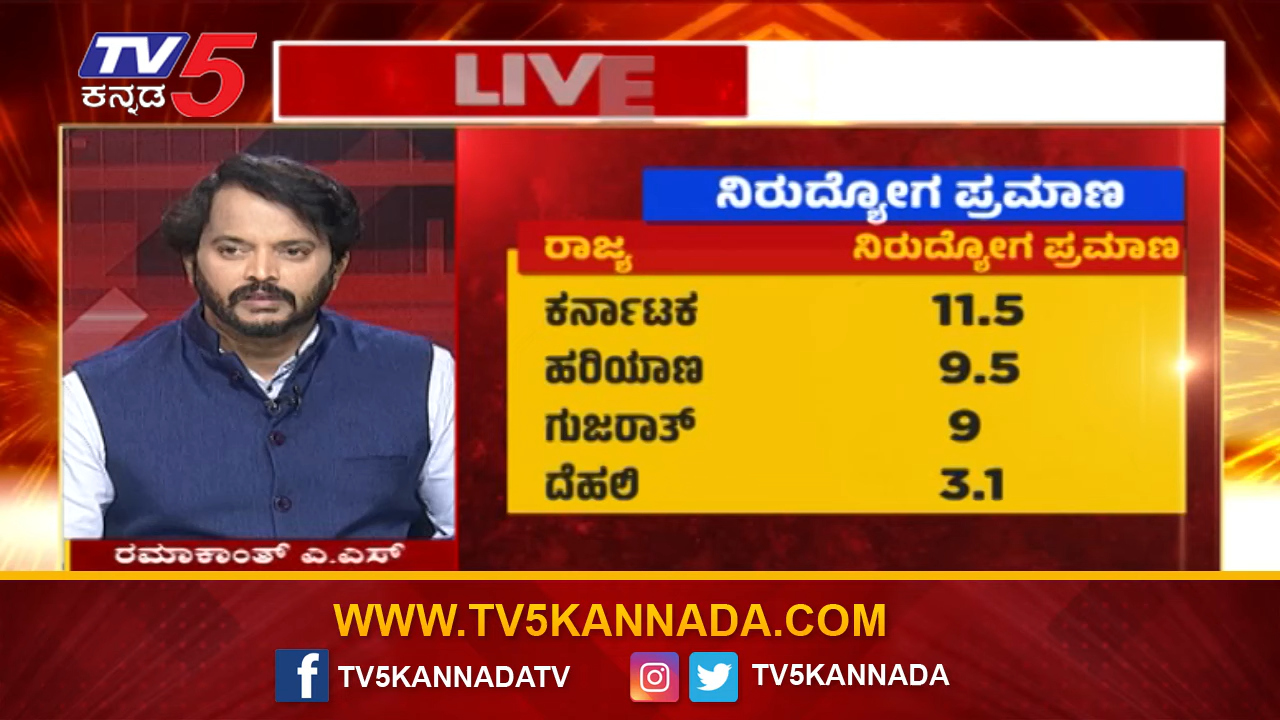 TV5
ಕನ್ನಡ
LIVE
ನಿರುದ್ಯೋಗ ಪ್ರಮಾಣ
ರಾಜ್ಯ ನಿರುದ್ಯೋಗ ಪ್ರಮಾಣ
ಕರ್ನಾಟಕ 11.5
ಹರಿಯಾಣ 9.5
ಗುಜರಾತ್ 9
ದೆಹಲಿ 3.1
ರಮಾಕಾಂತ್ ಎ.ಎಸ್
WWW.TV5KANNADA.COM
TV5KANNADATV TV5KANNADA